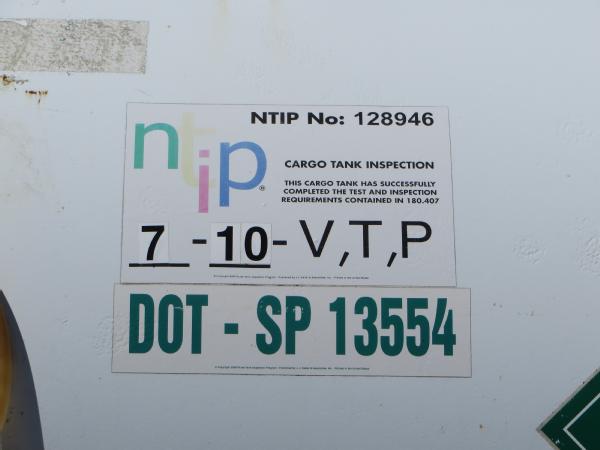 NTIP No: 128946
ntip®
CARGO TANK INSPECTION
THIS CARGO TANK HAS SUCCESSFULLY
COMPLETED THE TEST AND INSPECTION
REQUIREMENTS CONTAINED IN 180.407
7 - 10 - V,T,P
DOT - SP 13554